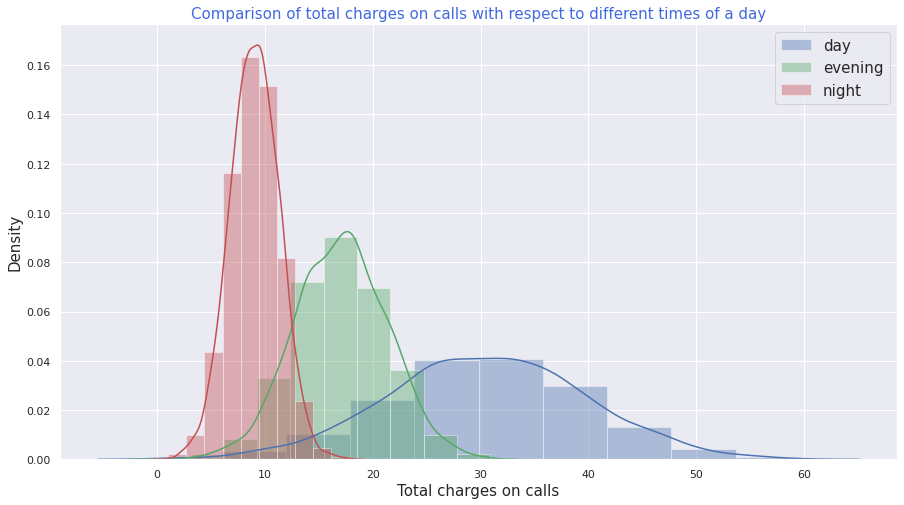 Comparison of total charges on calls with respect to different times of a day
day
evening
night
0.16
0.14
0.12
0.10
0.08
0.06
0.04
0.02
0.00
Density
0 10 20 30 40 50 60
Total charges on calls